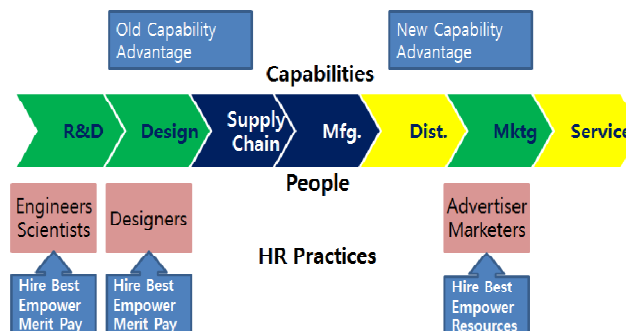 Old Capability
Advantage
New Capability
Advantage
Capabilities
R&D
Design
Supply
Chain
Mfg.
Dist.
Mktg
Service
People
Engineers
Scientists
Designers
Advertiser
Marketers
HR Practices
Hire Best
Empower
Merit Pay
Hire Best
Empower
Merit Pay
Hire Best
Empower
Resources